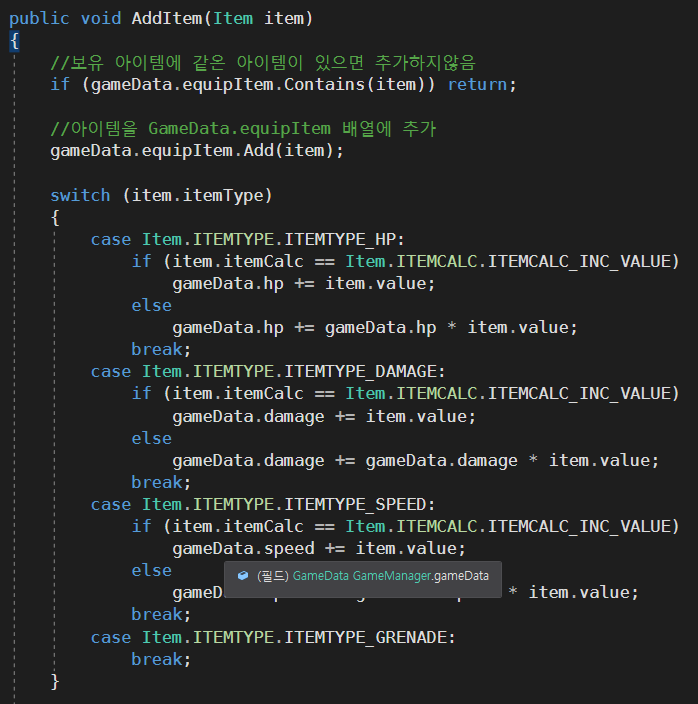 public void AddItem(Item item)
{
//보유 아이템에 같은 아이템이 있으면 추가하지않음
if (gameData.equipItem.Contains(item)) return;
//아이템을 GameData.equipItem 배열에 추가
gameData.equipItem.Add(item);
switch (item.itemType)
{
case Item.ITEMTYPE.ITEMTYPE_HP:
if (item.itemCalc == Item.ITEMCALC.ITEMCALC_INC_VALUE)
gameData.hp += item.value;
else
gameData.hp += gameData.hp * item.value;
break;
case Item.ITEMTYPE.ITEMTYPE_DAMAGE:
if (item.itemCalc == Item.ITEMCALC.ITEMCALC_INC_VALUE)
gameData.damage += item.value;
else
gameData.damage += gameData.damage * item.value;
break;
case Item.ITEMTYPE.ITEMTYPE_SPEED:
if (item.itemCalc == Item.ITEMCALC.ITEMCALC_INC_VALUE)
gameData.speed += item.value;
else
(필드) GameData GameManager.gameData
* item.value;
break;
case Item.ITEMTYPE.ITEMTYPE_GRENADE:
break;
}